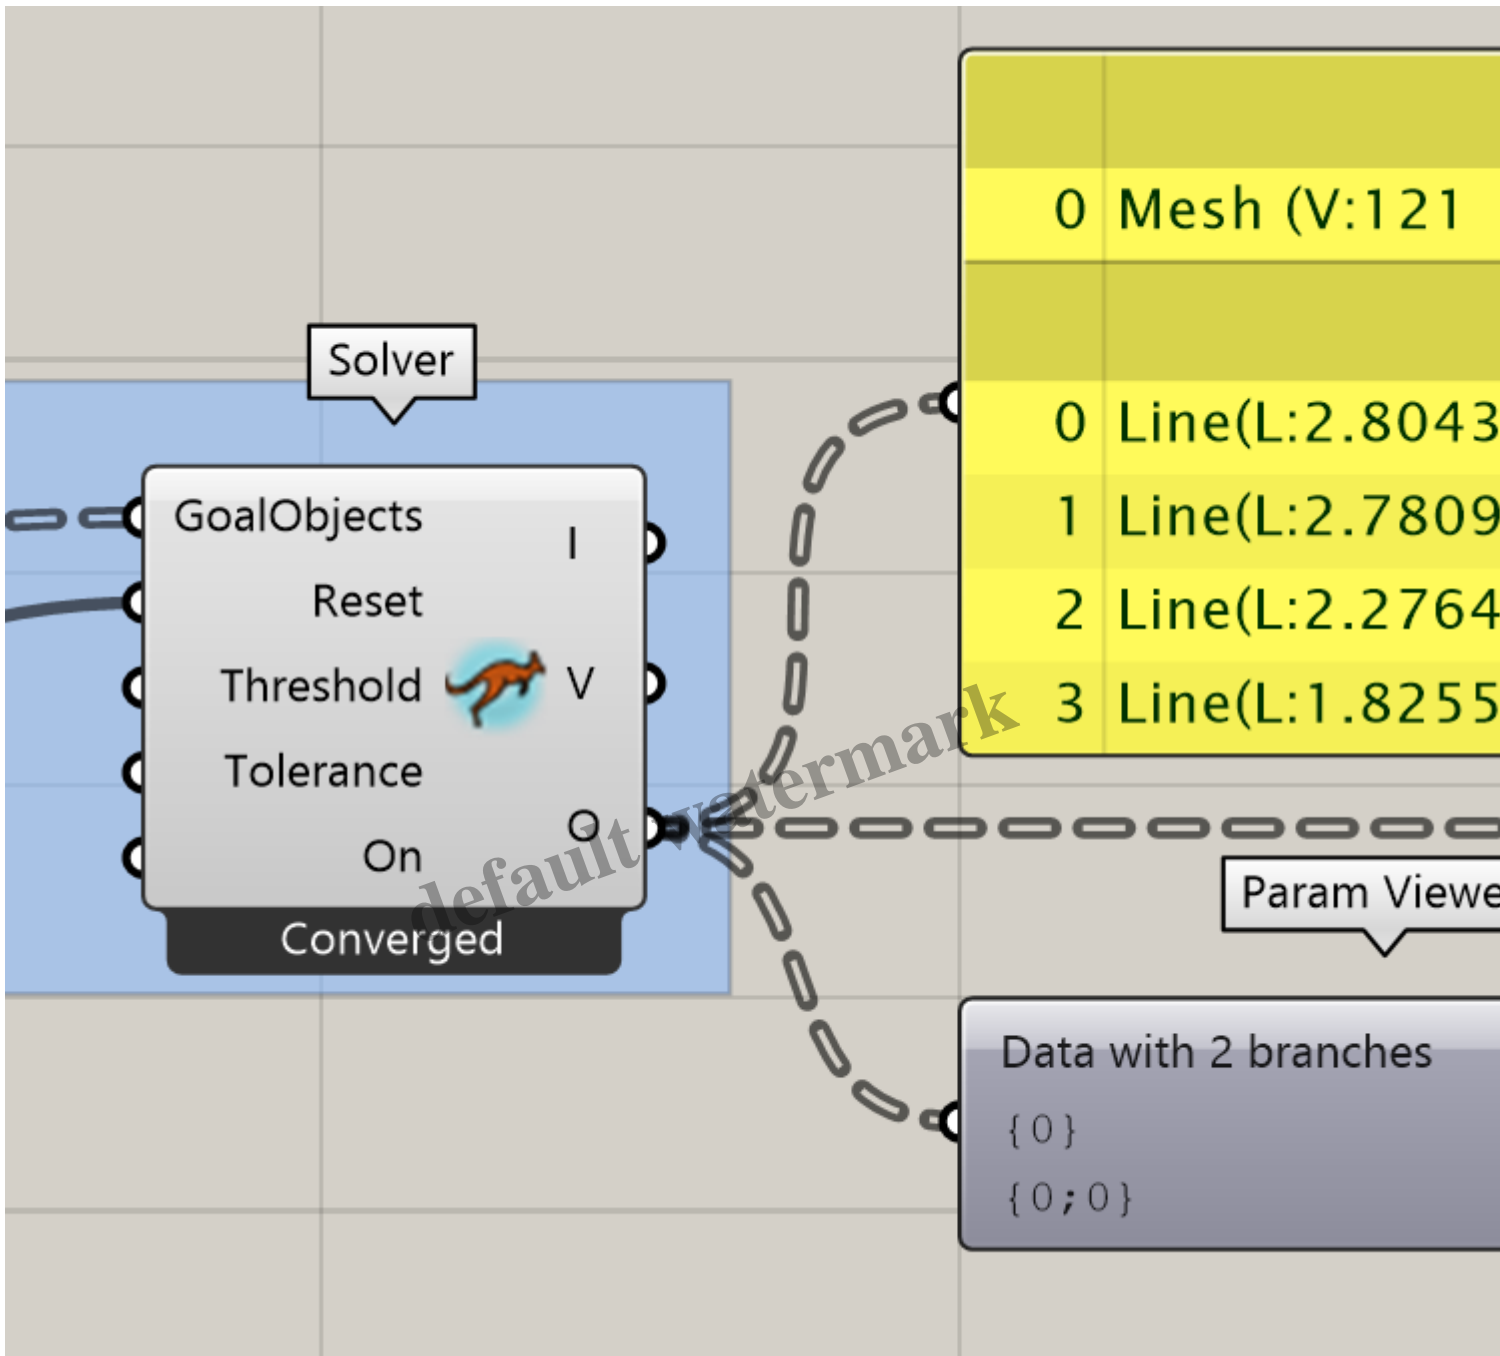 0 Mesh (V:121
Solver
0 Line(L:2.8043
1 Line(L:2.7809
2 Line(L:2.2764
3 Line(L:1.8255
GoalObjects
Reset
Threshold
Tolerance
On
I
V
O
Converged
default watermark
Param Viewe
Data with 2 branches
{0}
{0;0}